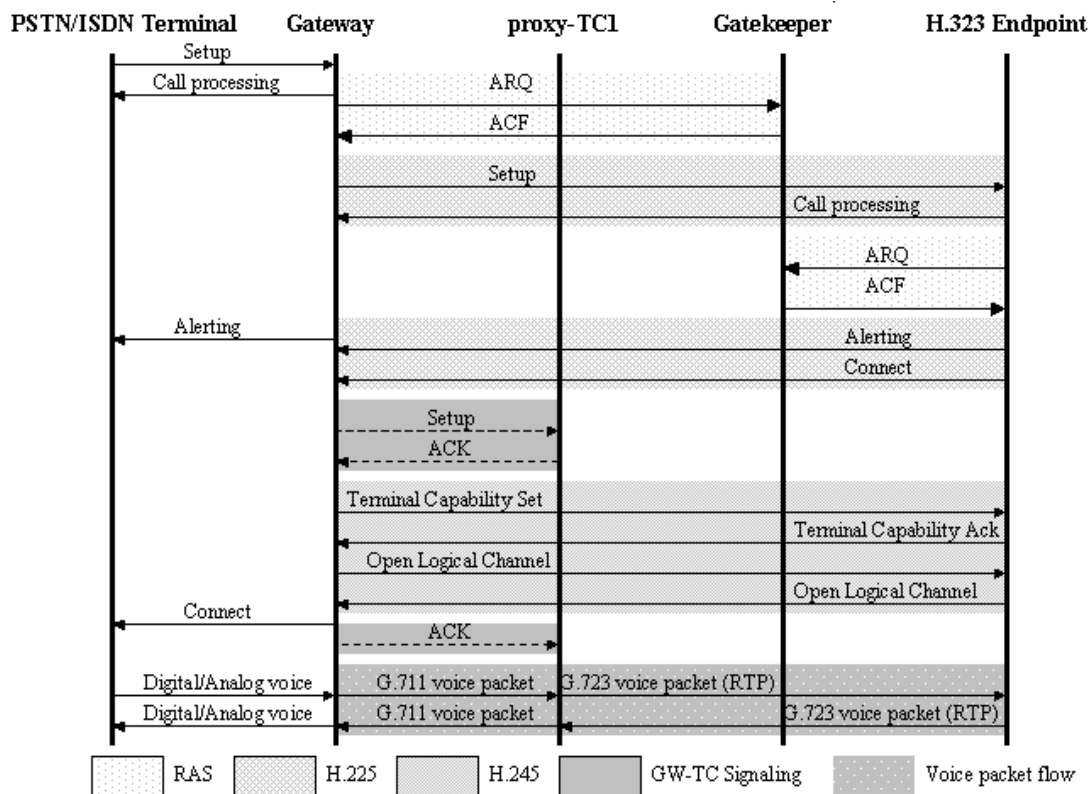 PSTN/ISDN Terminal Gateway proxy-TC1 Gatekeeper H.323 Endpoint
Setup
Call processing
ARQ
ACF
Setup
Call processing
ARQ
ACF
Alerting
Alerting
Connect
Setup
ACK
Terminal Capability Set
Terminal Capability Ack
Open Logical Channel
Open Logical Channel
Connect
ACK
Digital/Analog voice G.711 voice packet G.723 voice packet (RTP)
Digital/Analog voice G.711 voice packet G.723 voice packet (RTP)
RAS H.225 H.245 GW-TC Signaling Voice packet flow